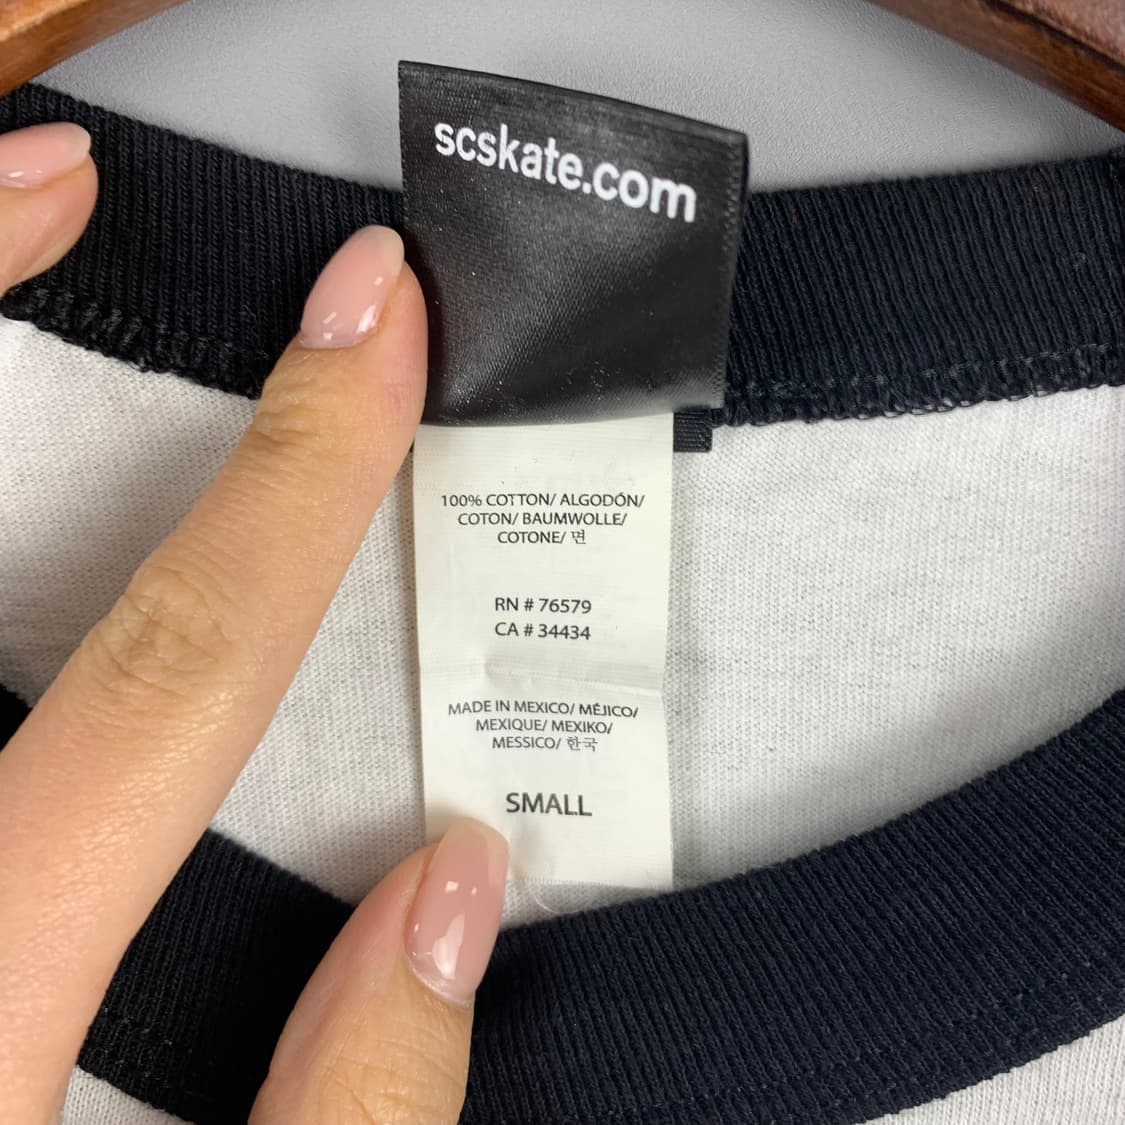 scskate.com
100% COTTON/ ALGODÓN/
COTON/ BAUMWOLLE/
COTONE/ 면
RN # 76579
CA # 34434
MADE IN MEXICO/ MÉJICO/
MEXIQUE/ MEXIKO/
MESSICO/ 한국
SMALL